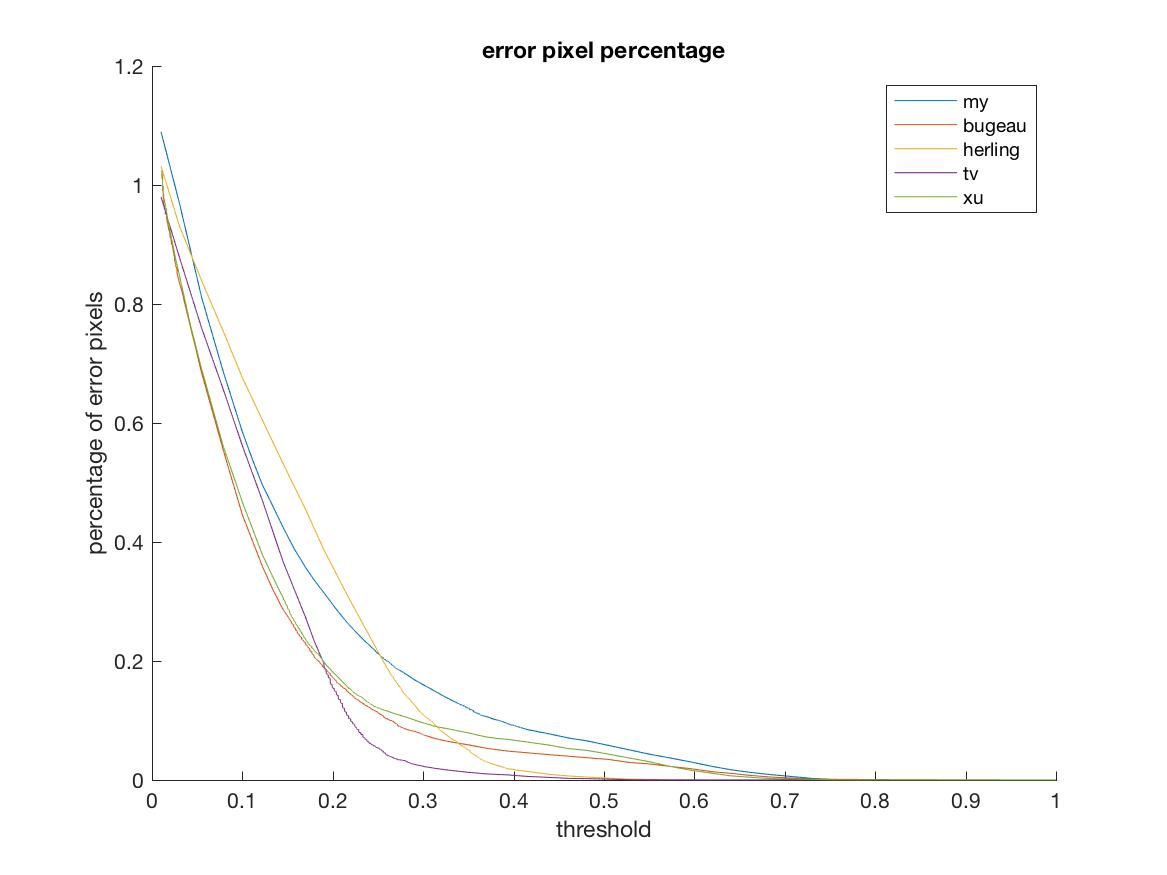 error pixel percentage
1.2
1
0.8
0.6
0.4
0.2
0
percentage of error pixels
my
bugeau
herling
tv
xu
0 0.1 0.2 0.3 0.4 0.5 0.6 0.7 0.8 0.9 1
threshold